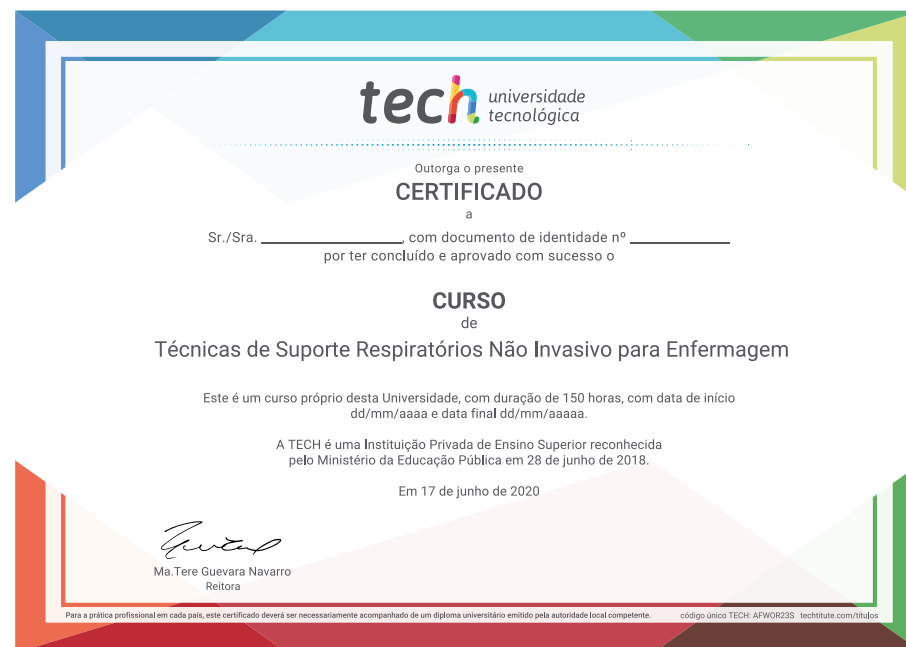 tech universidade
tecnológica
Outorga o presente
CERTIFICADO
a
Sr./Sra. ____________________, com documento de identidade nº ______________
por ter concluído e aprovado com sucesso o
CURSO
de
Técnicas de Suporte Respiratórios Não Invasivo para Enfermagem
Este é um curso próprio desta Universidade, com duração de 150 horas, com data de início
dd/mm/aaaa e data final dd/mm/aaaaa.
A TECH é uma Instituição Privada de Ensino Superior reconhecida
pelo Ministério da Educação Pública em 28 de junho de 2018.
Em 17 de junho de 2020
Ma.Tere Guevara Navarro
Reitora
Para a prática profissional em cada país, este certificado deverá ser necessariamente acompanhado de um diploma universitário emitido pela autoridade local competente. código único TECH: AFWOR23S techtitute.com/titulos